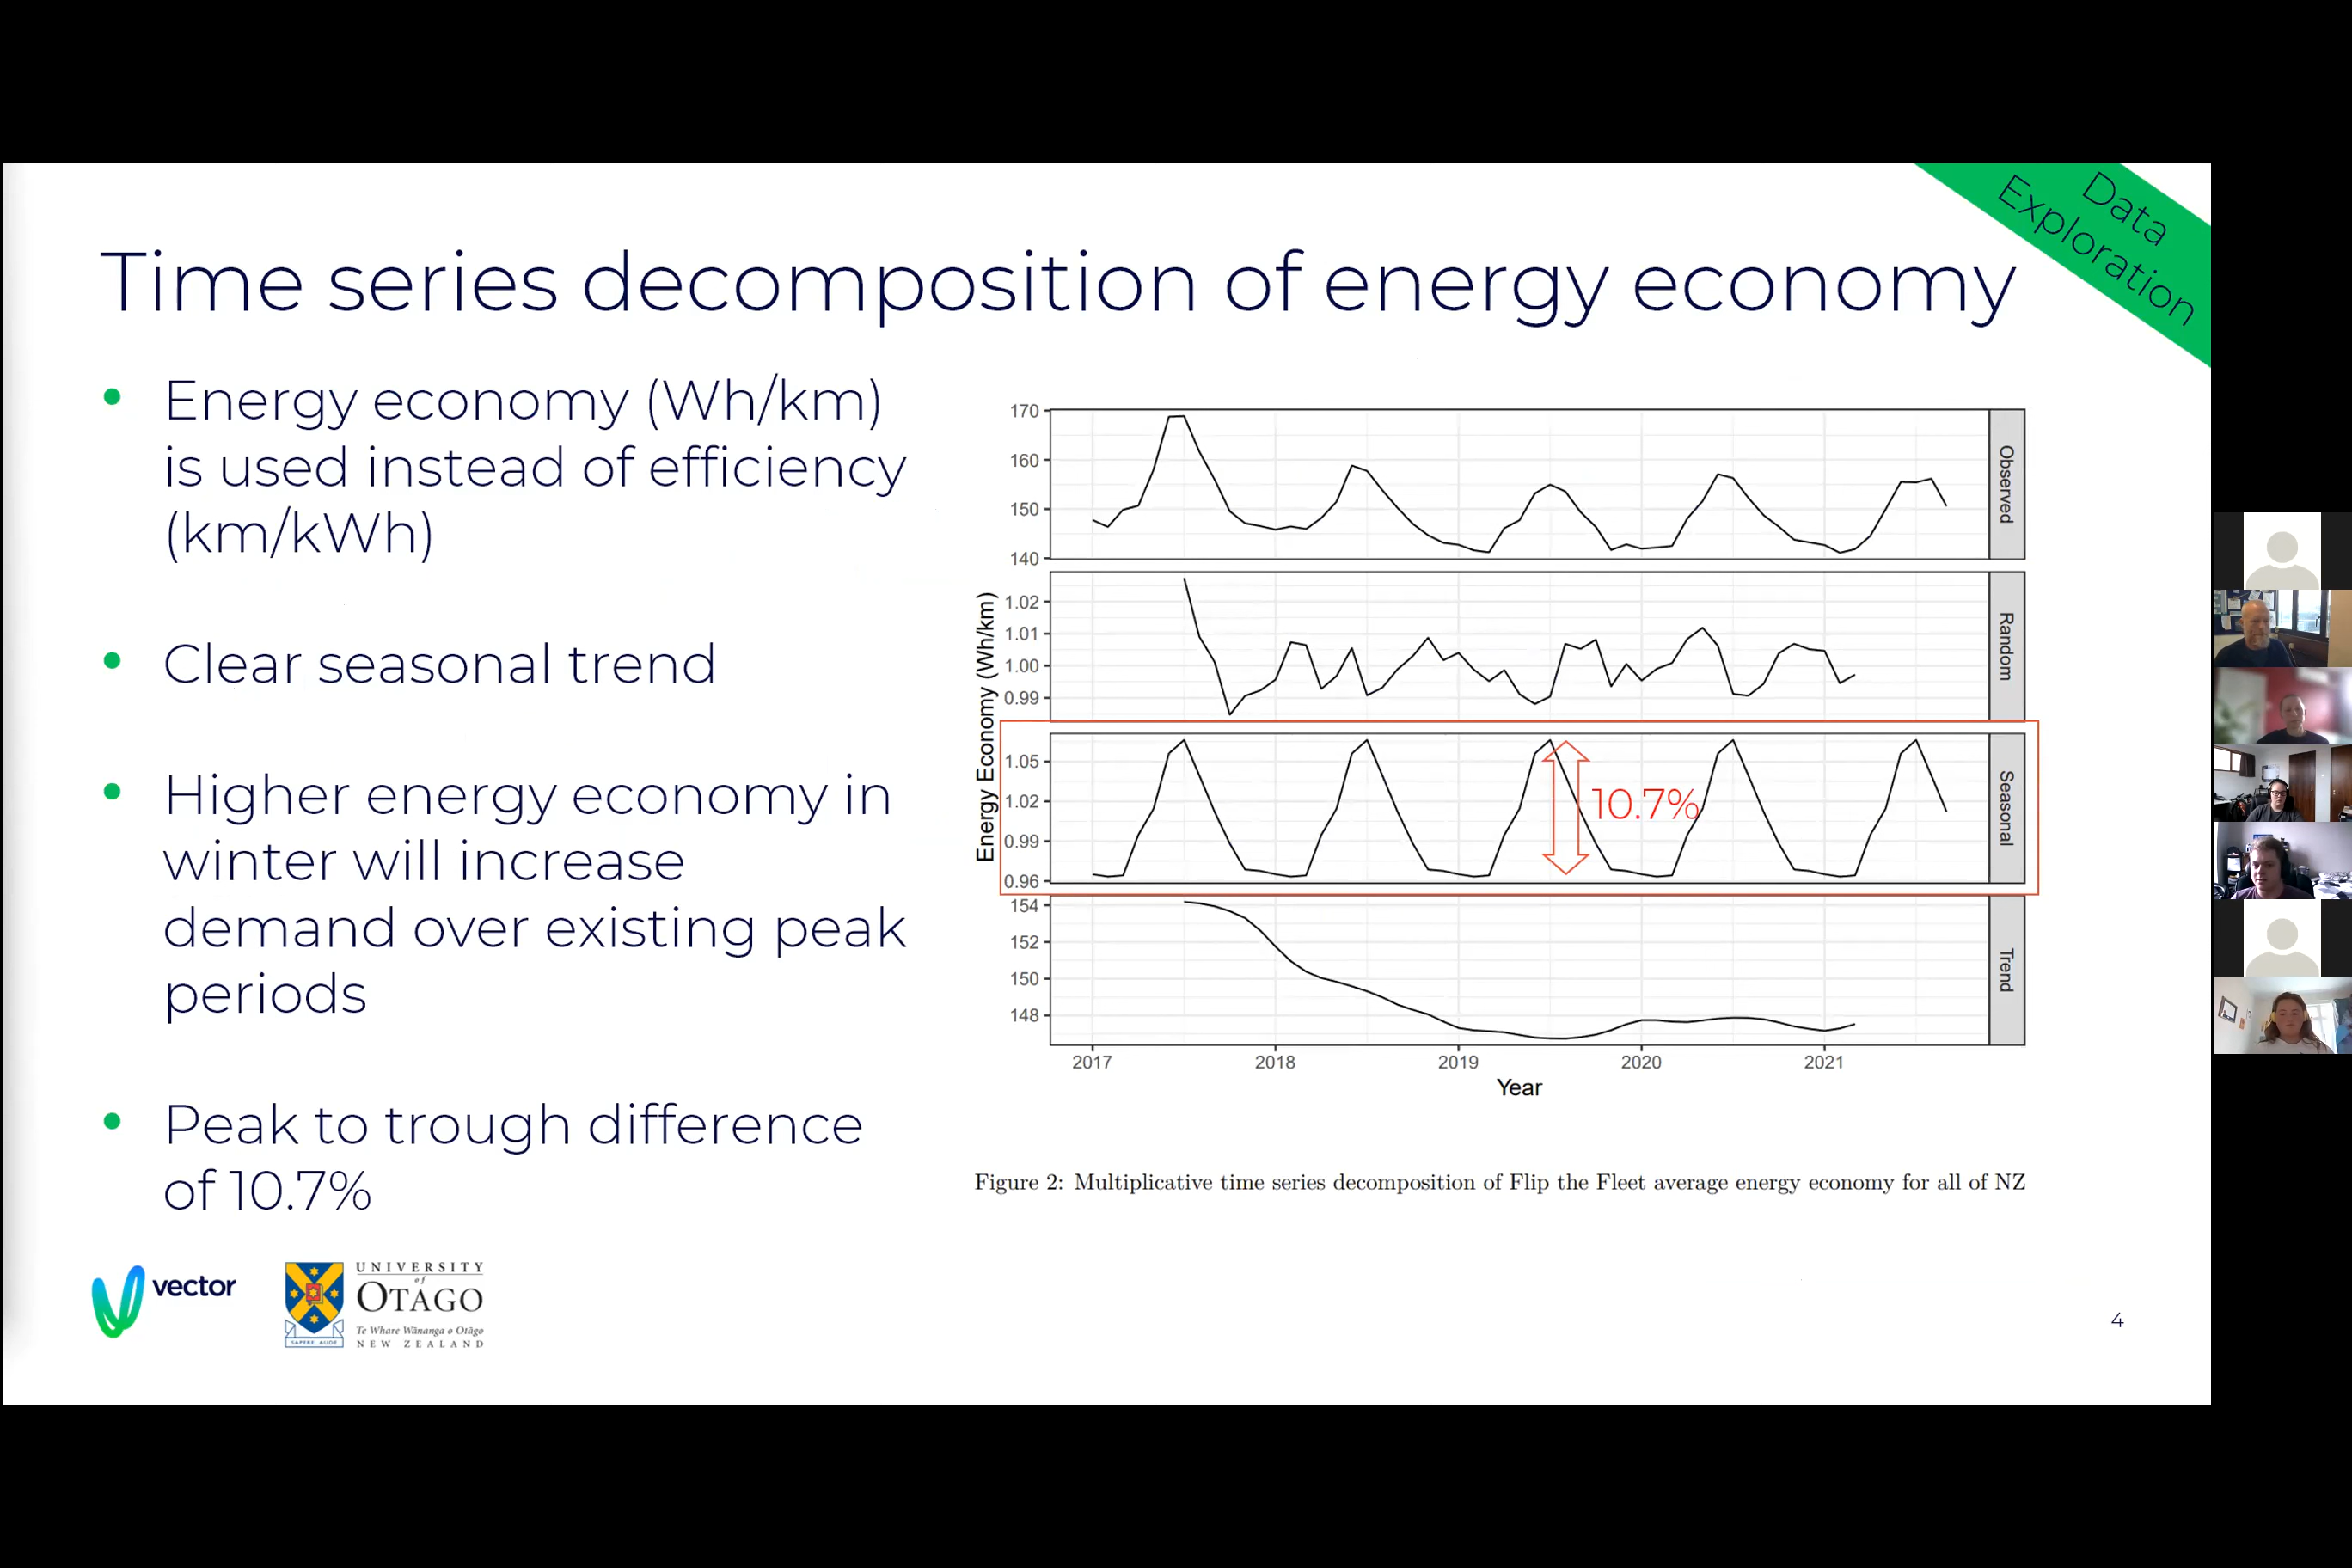 Data
Exploration
Time series decomposition of energy economy
• Energy economy (Wh/km)
is used instead of efficiency
(km/kWh)
• Clear seasonal trend
• Higher energy economy in
winter will increase
demand over existing peak
periods
• Peak to trough difference
of 10.7%
Energy Economy (Wh/km)
170
160
150
140
Observed
1.02
1.01
1.00
0.99
Random
1.05
1.02
0.99
0.96
10.7%
Seasonal
154
152
150
148
Trend
2017 2018 2019 2020 2021
Year
Figure 2: Multiplicative time series decomposition of Flip the Fleet average energy economy for all of NZ
vector
UNIVERSITY
of
OTAGO
Te Whare Wānanga o Otāgo
NEW ZEALAND
SAPERE AUDE
4